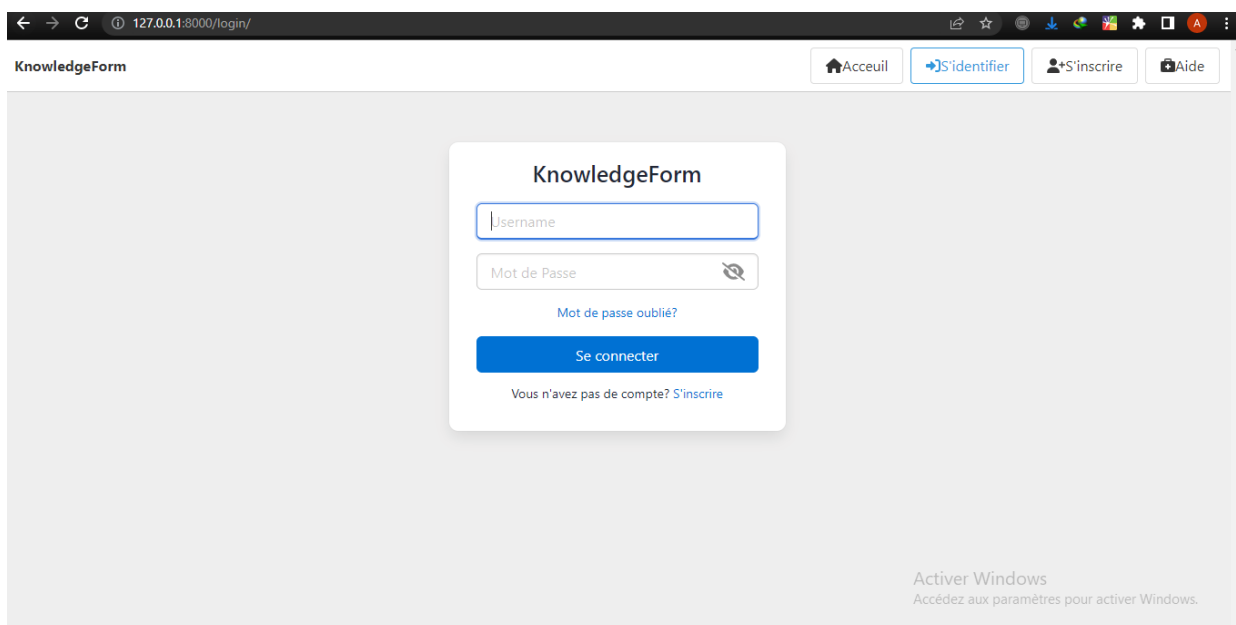 127.0.0.1:8000/login/
A
KnowledgeForm
Acceuil S'identifier S'inscrire Aide
KnowledgeForm
Username
Mot de Passe
Mot de passe oublié?
Se connecter
Vous n'avez pas de compte? S'inscrire
Activer Windows
Accédez aux paramètres pour activer Windows.